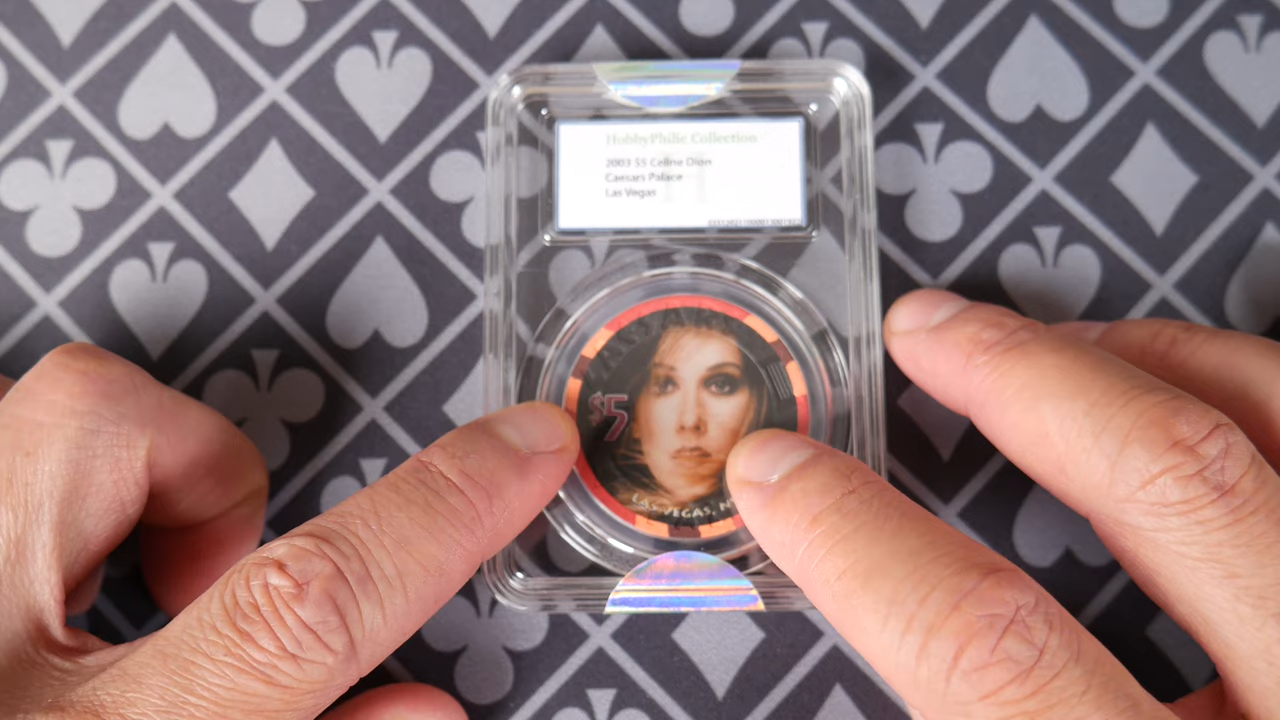 HobbyPhilic Collection
2003 $5 Celine Dion
Caesars Palace
Las Vegas
$5
LAS VEGAS, N